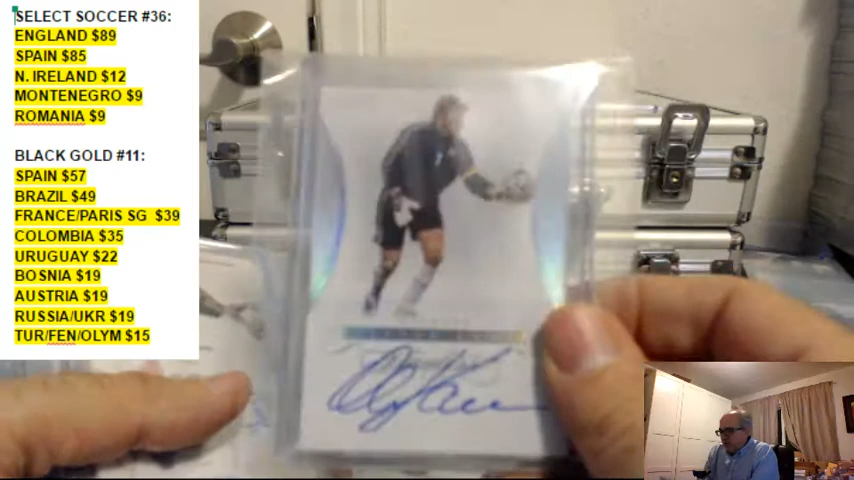 SELECT SOCCER #36:
ENGLAND $89
SPAIN $85
N. IRELAND $12
MONTENEGRO $9
ROMANIA $9
BLACK GOLD #11:
SPAIN $57
BRAZIL $49
FRANCE/PARIS SG $39
COLOMBIA $35
URUGUAY $22
BOSNIA $19
AUSTRIA $19
RUSSIA/UKR $19
TUR/FEN/OLYM $15